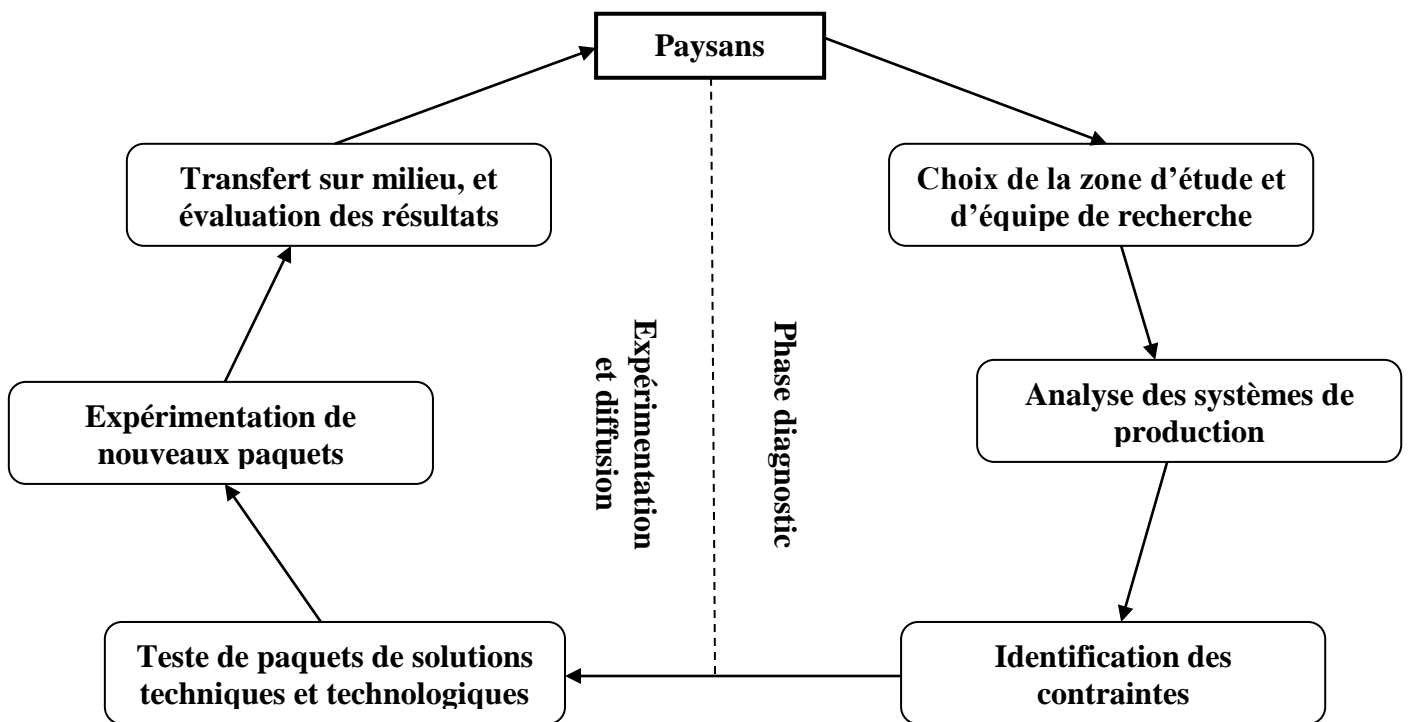 Paysans
Transfert sur milieu, et
évaluation des résultats
Choix de la zone d’étude et
d’équipe de recherche
Expérimentation
et diffusion
Phase diagnostic
Expérimentation de
nouveaux paquets
Analyse des systèmes de
production
Teste de paquets de solutions
techniques et technologiques
Identification des
contraintes